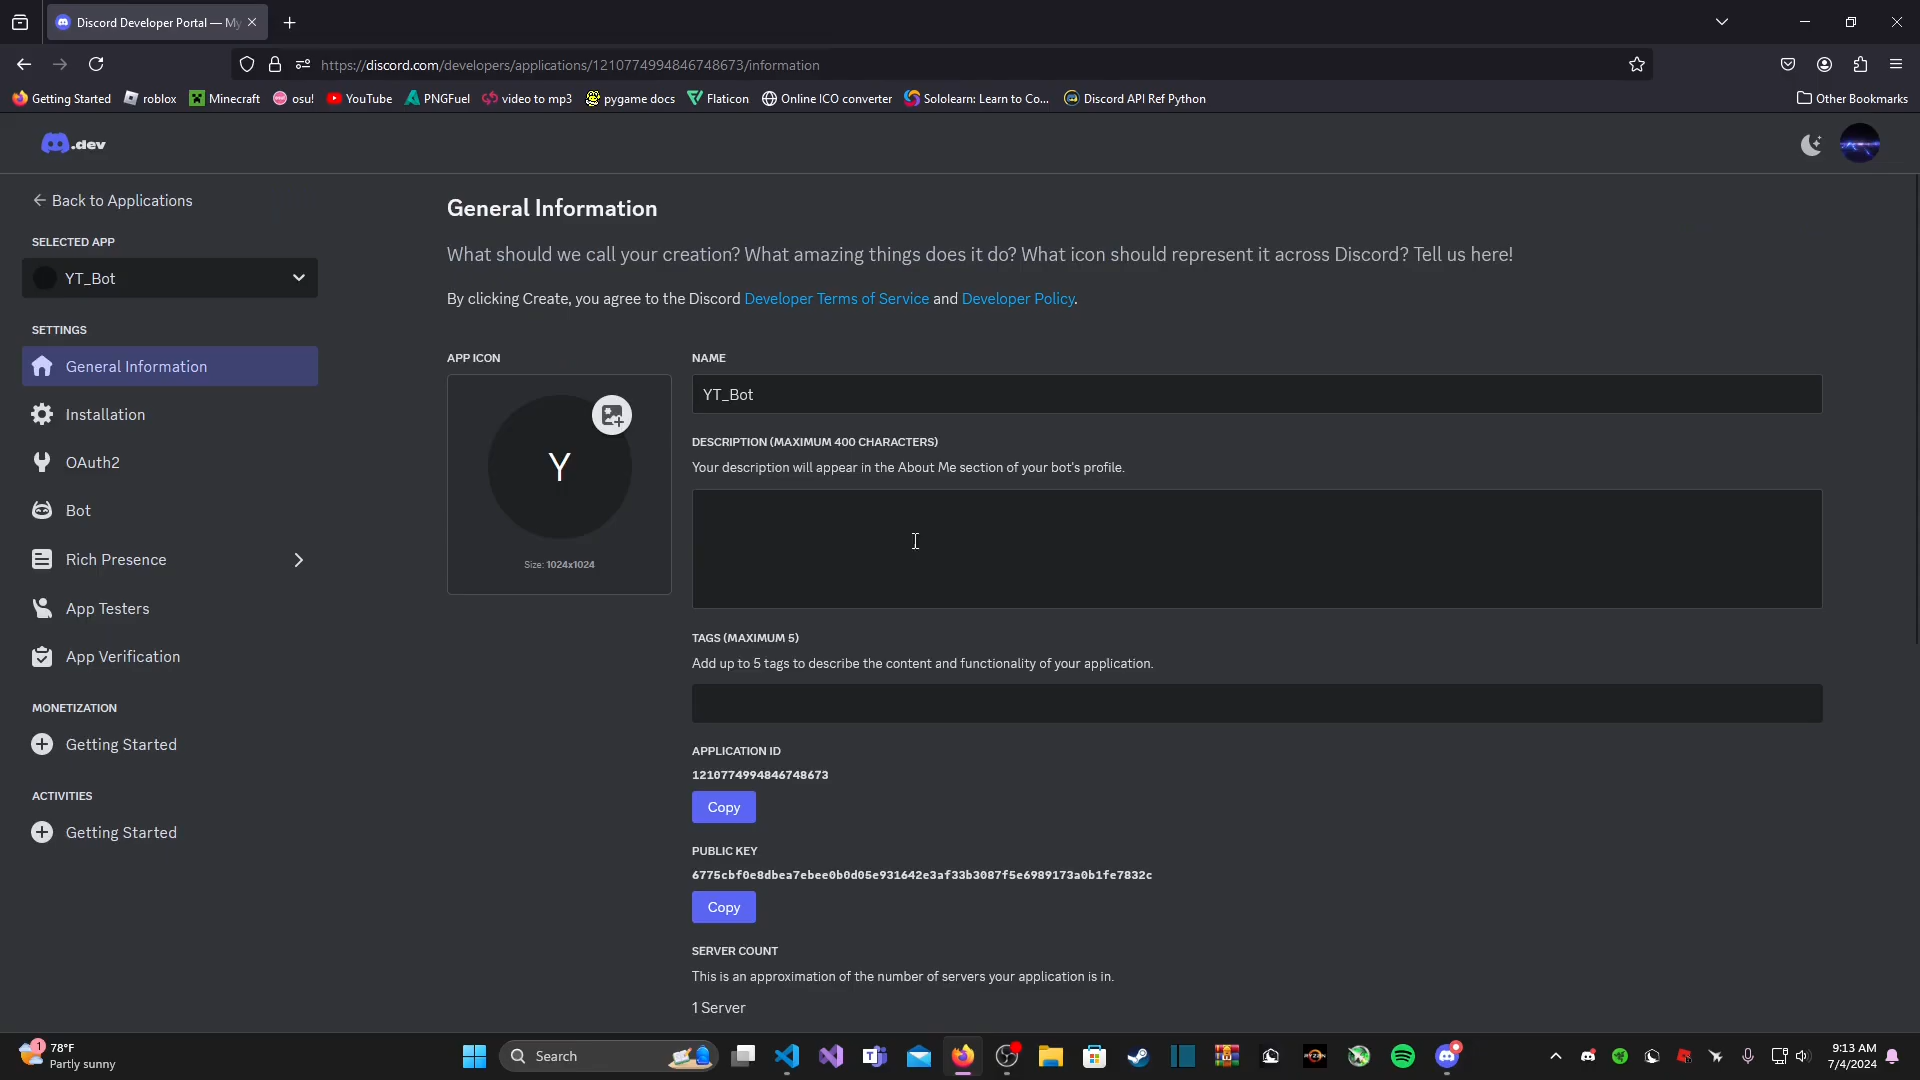 Discord Developer Portal — My
https://discord.com/developers/applications/1210774994846748673/information
Getting Started
roblox
Minecraft
osu!
YouTube
PNGFuel
video to mp3
pygame docs
Flaticon
Online ICO converter
Sololearn: Learn to Co...
Discord API Ref Python
Other Bookmarks
.dev
Back to Applications
SELECTED APP
YT_Bot
SETTINGS
General Information
Installation
OAuth2
Bot
Rich Presence
App Testers
App Verification
MONETIZATION
Getting Started
ACTIVITIES
Getting Started
General Information
What should we call your creation? What amazing things does it do? What icon should represent it across Discord? Tell us here!
By clicking Create, you agree to the Discord Developer Terms of Service and Developer Policy.
APP ICON
Y
Size: 1024x1024
NAME
YT_Bot
DESCRIPTION (MAXIMUM 400 CHARACTERS)
Your description will appear in the About Me section of your bot's profile.
TAGS (MAXIMUM 5)
Add up to 5 tags to describe the content and functionality of your application.
APPLICATION ID
1210774994846748673
Copy
PUBLIC KEY
6775cbf0e8dbea7ebee0b0d05e931642e3af33b3087f5e6989173a0b1fe7832c
Copy
SERVER COUNT
This is an approximation of the number of servers your application is in.
1 Server
1
78°F
Partly sunny
Search
RYZEN
9:13 AM
7/4/2024